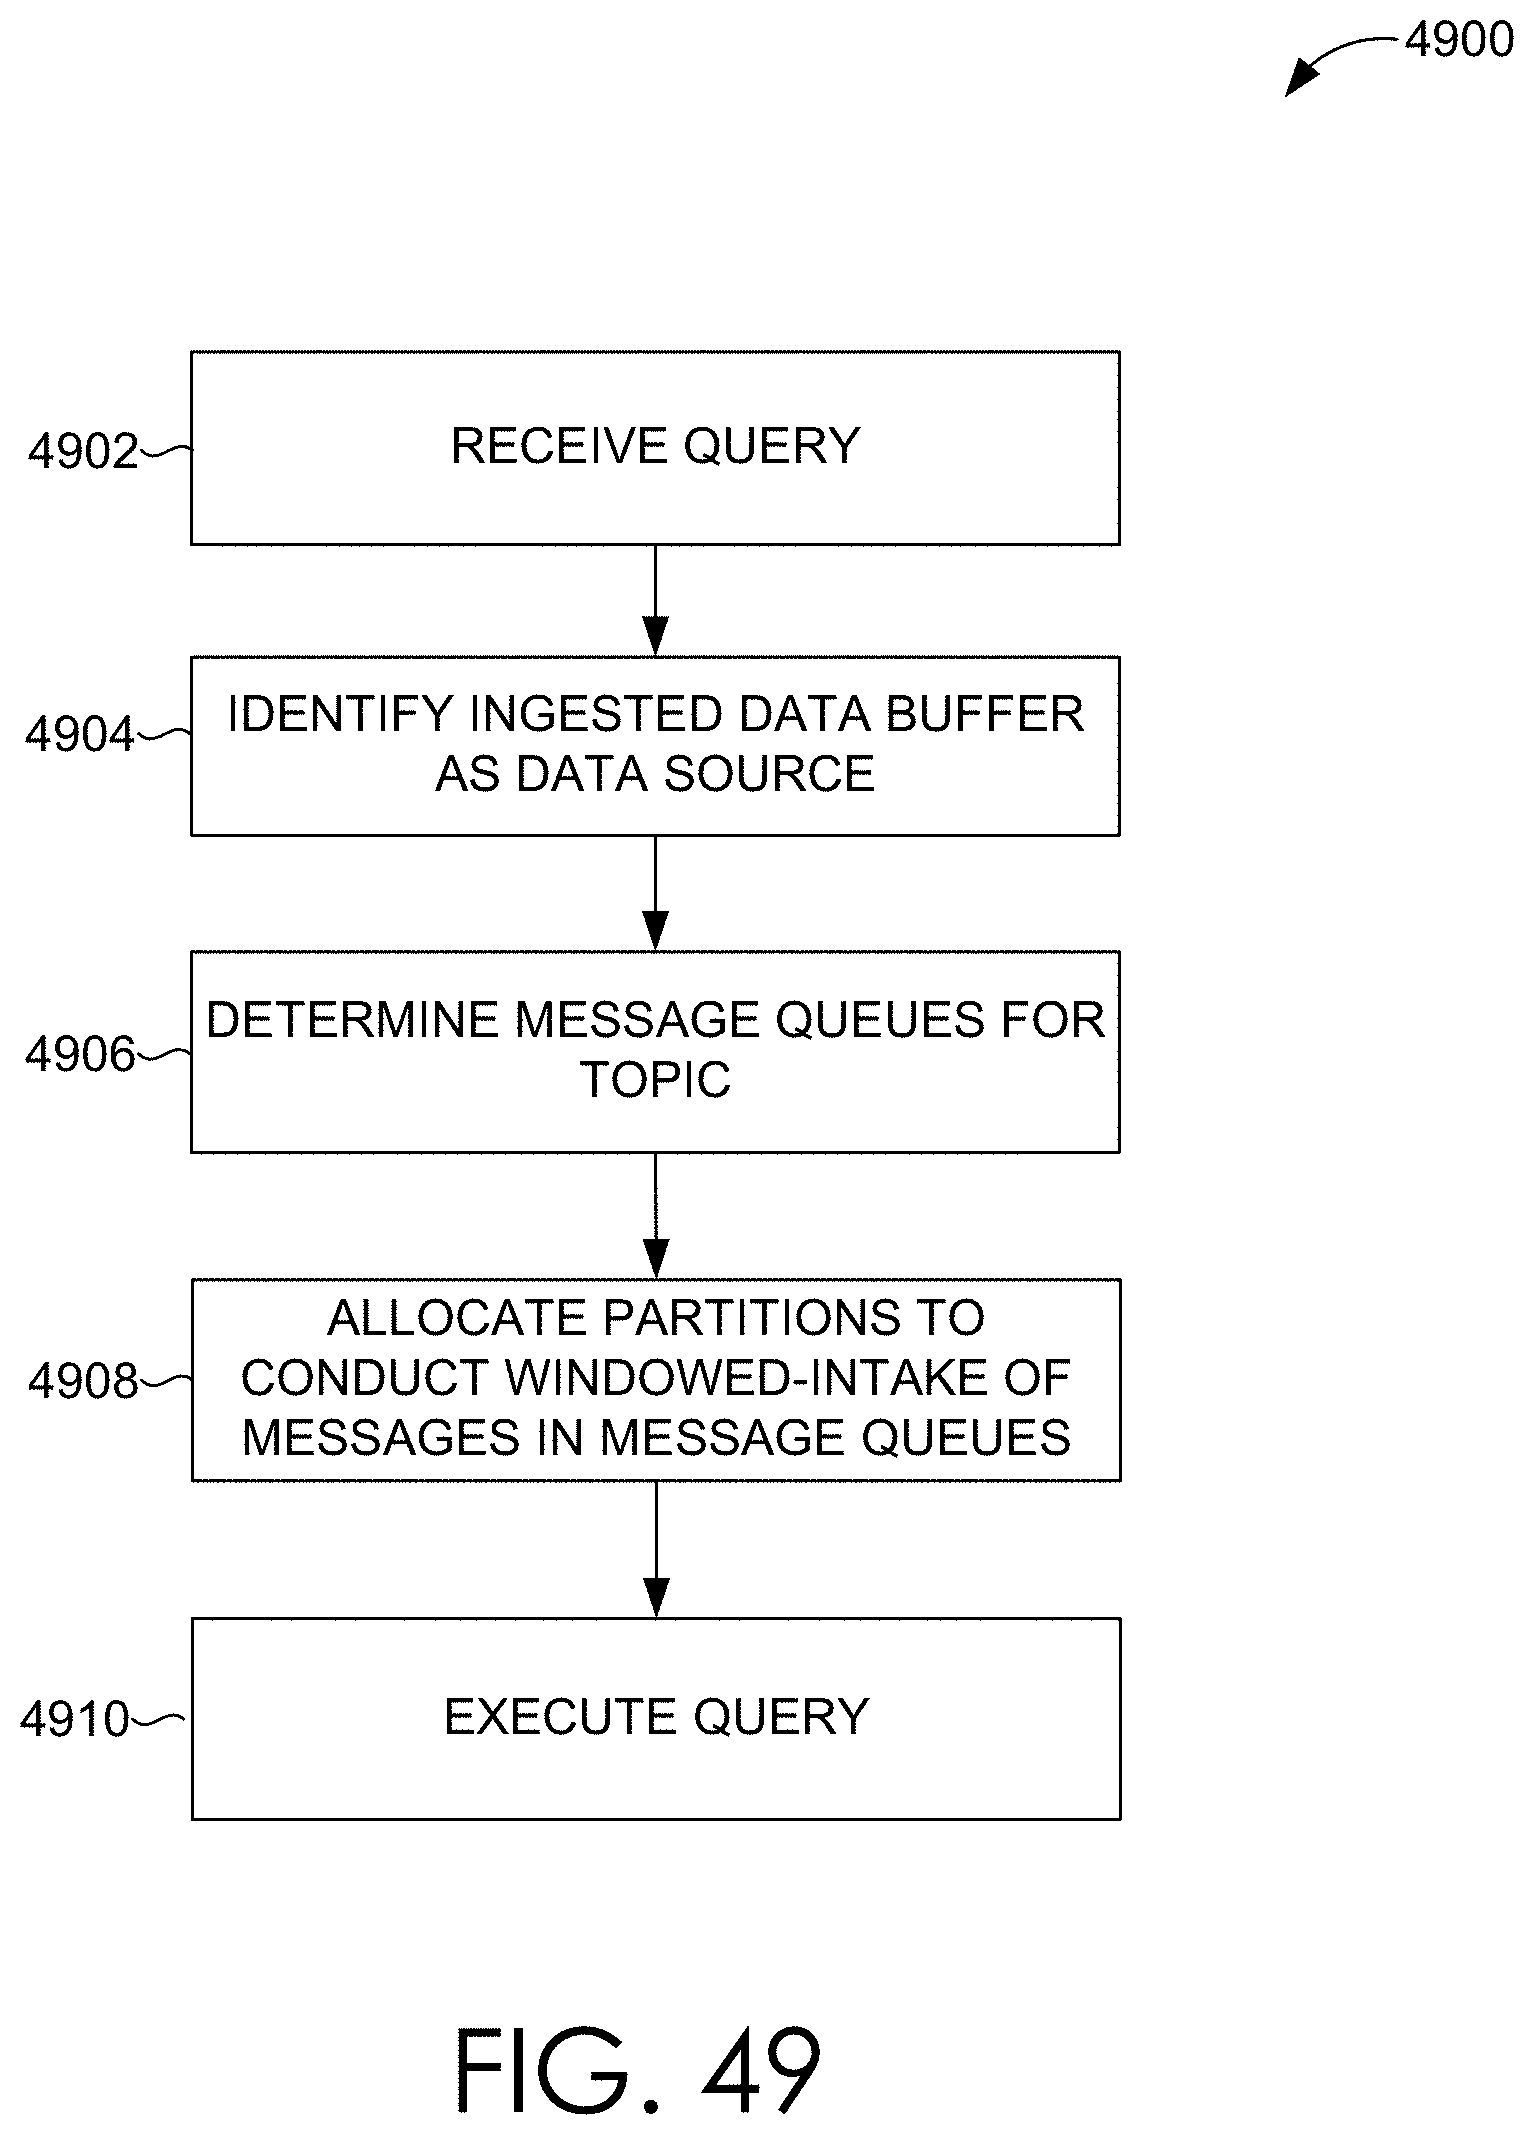 4900
4902
RECEIVE QUERY
4904
IDENTIFY INGESTED DATA BUFFER
AS DATA SOURCE
4906
DETERMINE MESSAGE QUEUES FOR
TOPIC
4908
ALLOCATE PARTITIONS TO
CONDUCT WINDOWED-INTAKE OF
MESSAGES IN MESSAGE QUEUES
4910
EXECUTE QUERY
FIG. 49